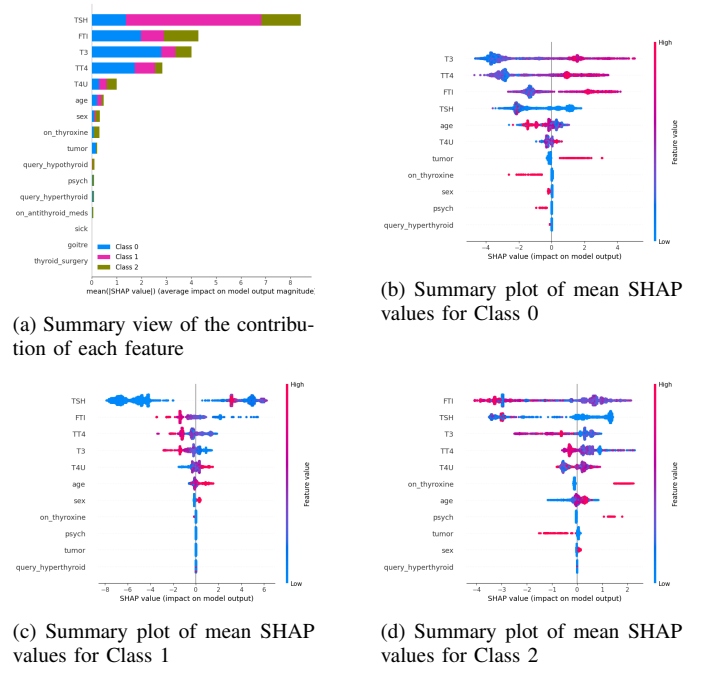 TSH
FTI
T3
TT4
T4U
age
sex
on_thyroxine
tumor
query_hypothyroid
psych
query_hyperthyroid
on_antithyroid_meds
sick
goitre
thyroid_surgery
Class 0
Class 1
Class 2
0 1 2 3 4 5 6 7 8
mean(|SHAP value|) (average impact on model output magnitude)
(a) Summary view of the contribu-
tion of each feature
T3
TT4
FTI
TSH
age
T4U
tumor
on_thyroxine
sex
psych
query_hyperthyroid
−4 −2 0 2 4
SHAP value (impact on model output)
High
Feature value
Low
(b) Summary plot of mean SHAP
values for Class 0
TSH
FTI
TT4
T3
T4U
age
sex
on_thyroxine
psych
tumor
query_hyperthyroid
−8 −6 −4 −2 0 2 4 6
SHAP value (impact on model output)
High
Feature value
Low
(c) Summary plot of mean SHAP
values for Class 1
FTI
TSH
T3
TT4
T4U
on_thyroxine
age
psych
tumor
sex
query_hyperthyroid
−4 −3 −2 −1 0 1 2
SHAP value (impact on model output)
High
Feature value
Low
(d) Summary plot of mean SHAP
values for Class 2